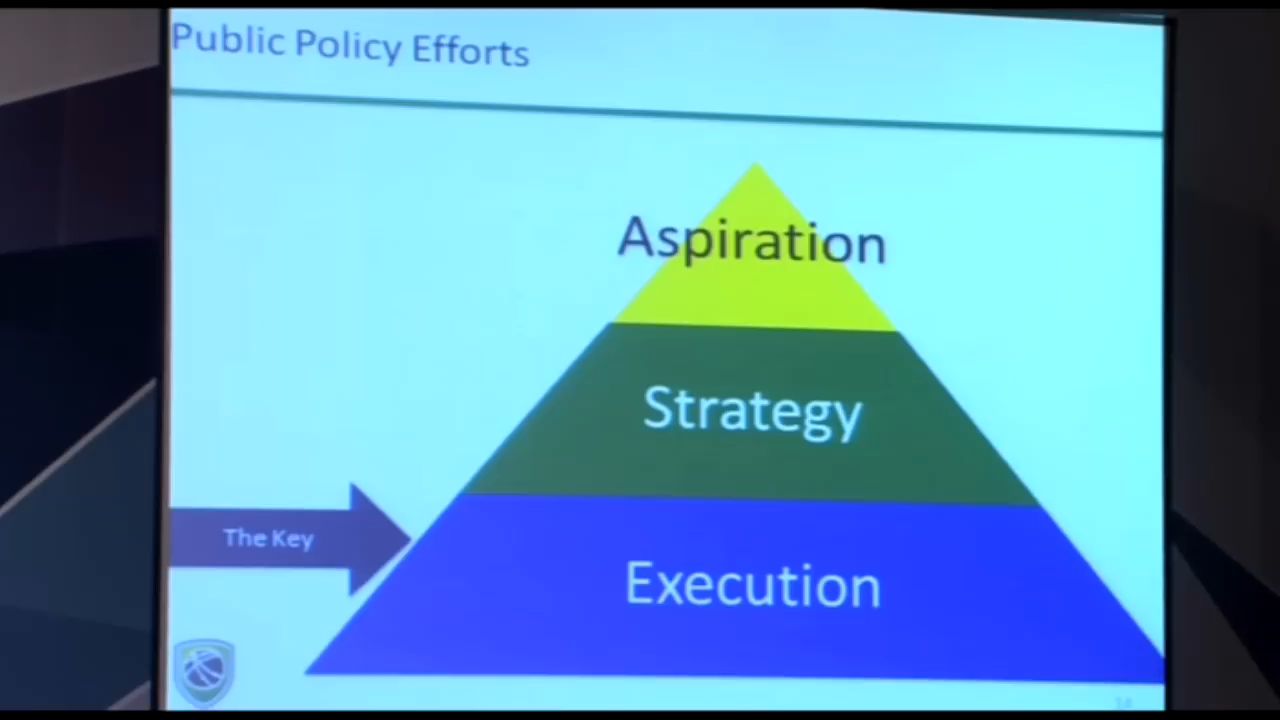 Public Policy Efforts
Aspiration
Strategy
The Key
Execution